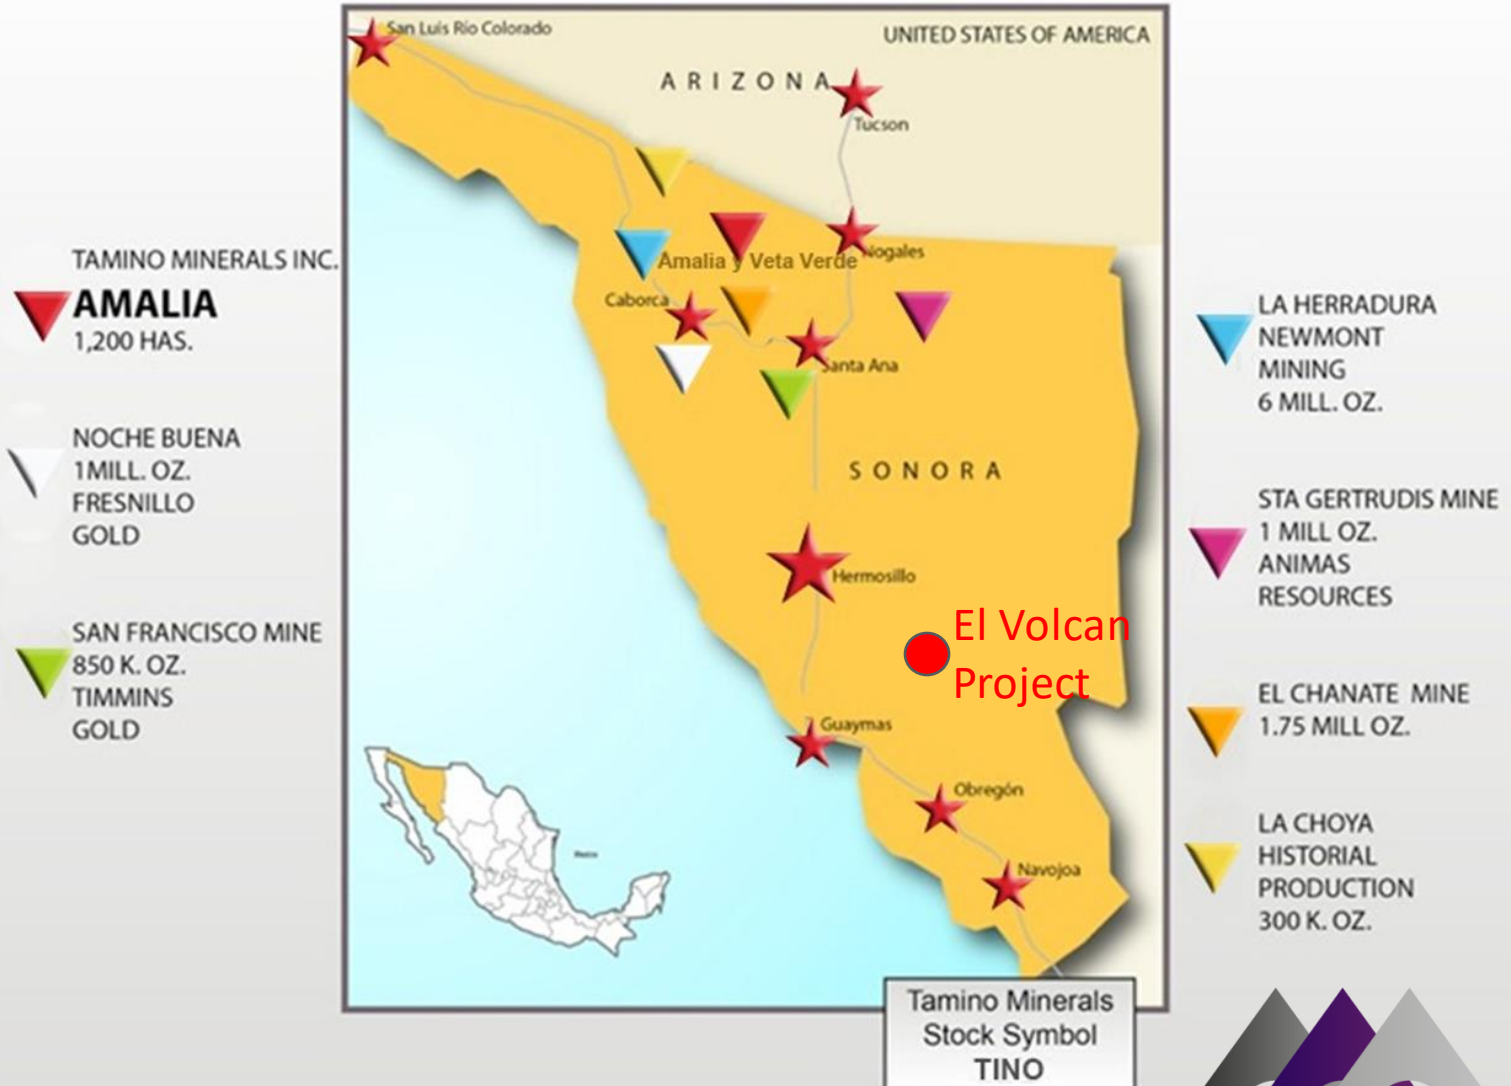 San Luis Río Colorado
UNITED STATES OF AMERICA
ARIZONA
Tucson
Nogales
Amalia y Veta Verde
Caborca
Santa Ana
SONORA
Hermosillo
El Volcan
Project
Guaymas
Obregón
Navojoa
TAMINO MINERALS INC.
AMALIA
1,200 HAS.
NOCHE BUENA
1MILL. OZ.
FRESNILLO
GOLD
SAN FRANCISCO MINE
850 K. OZ.
TIMMINS
GOLD
LA HERRADURA
NEWMONT
MINING
6 MILL. OZ.
STA GERTRUDIS MINE
1 MILL OZ.
ANIMAS
RESOURCES
EL CHANATE MINE
1.75 MILL OZ.
LA CHOYA
HISTORIAL
PRODUCTION
300 K. OZ.
Tamino Minerals
Stock Symbol
TINO